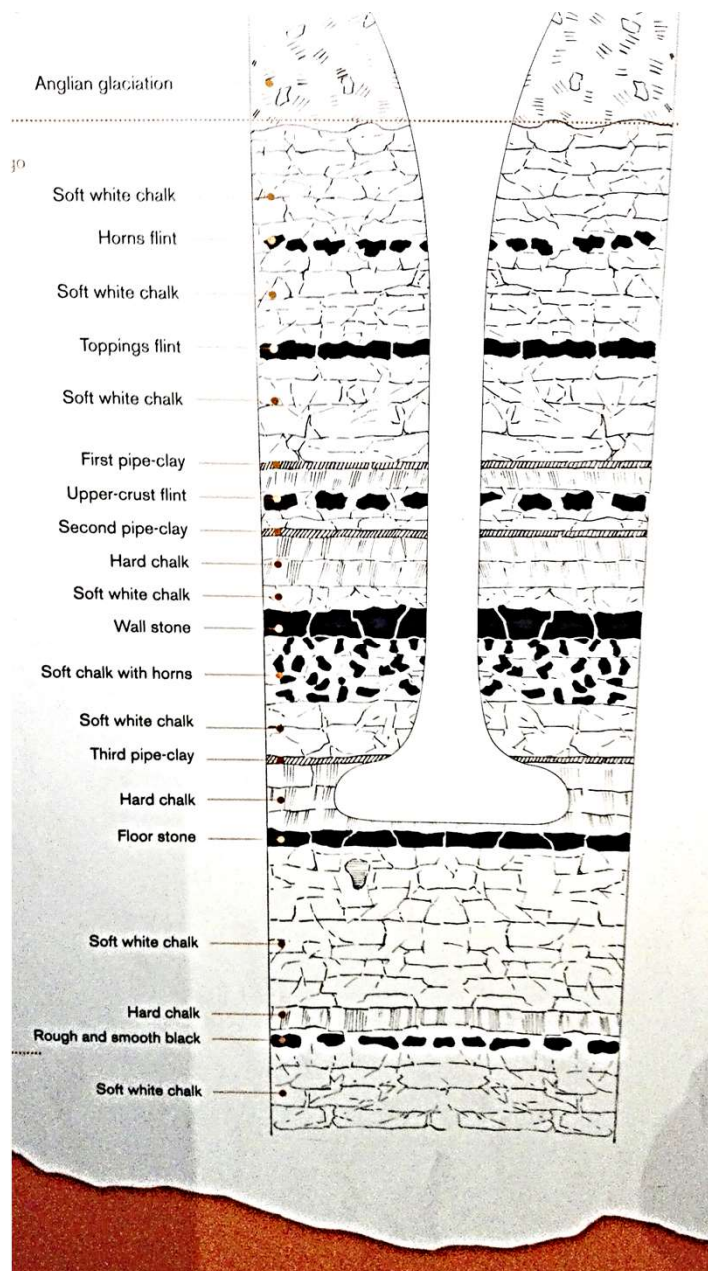 Anglian glaciation
go
Soft white chalk
Horns flint
Soft white chalk
Toppings flint
Soft white chalk
First pipe-clay
Upper-crust flint
Second pipe-clay
Hard chalk
Soft white chalk
Wall stone
Soft chalk with horns
Soft white chalk
Third pipe-clay
Hard chalk
Floor stone
Soft white chalk
Hard chalk
Rough and smooth black
Soft white chalk